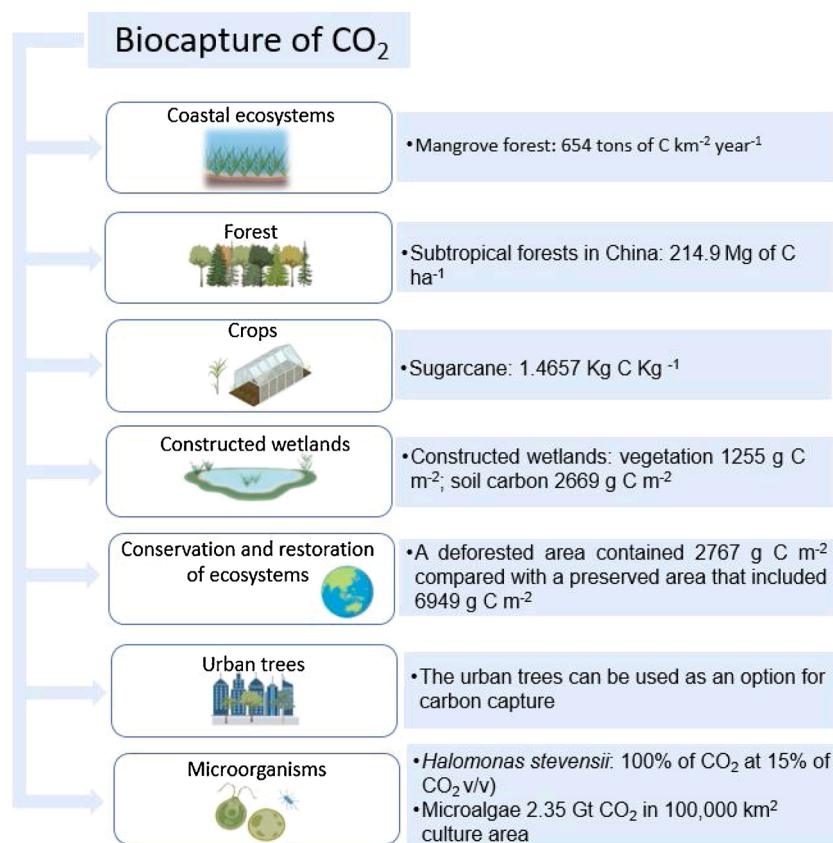 Biocapture of CO₂
Coastal ecosystems
•Mangrove forest: 654 tons of C km⁻² year⁻¹
Forest
•Subtropical forests in China: 214.9 Mg of C
ha⁻¹
Crops
•Sugarcane: 1.4657 Kg C Kg ⁻¹
Constructed wetlands
•Constructed wetlands: vegetation 1255 g C
m⁻²; soil carbon 2669 g C m⁻²
Conservation and restoration
of ecosystems
•A deforested area contained 2767 g C m⁻²
compared with a preserved area that included
6949 g C m⁻²
Urban trees
•The urban trees can be used as an option for
carbon capture
Microorganisms
•Halomonas stevensii: 100% of CO₂ at 15% of
CO₂ v/v)
•Microalgae 2.35 Gt CO₂ in 100,000 km²
culture area